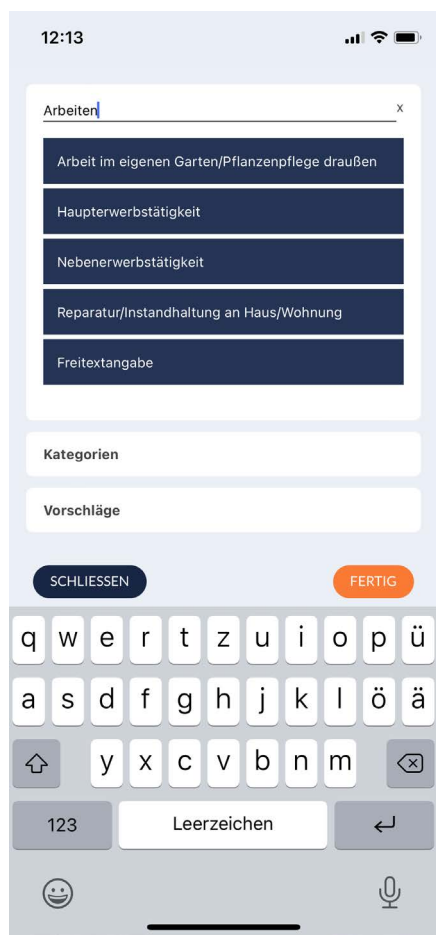 12:13
Arbeiten
x
Arbeit im eigenen Garten/Pflanzenpflege draußen
Haupterwerbstätigkeit
Nebenerwerbstätigkeit
Reparatur/Instandhaltung an Haus/Wohnung
Freitextangabe
Kategorien
Vorschläge
SCHLIESSEN
FERTIG
q w e r t z u i o p ü
a s d f g h j k l ö ä
y x c v b n m
123 Leerzeichen